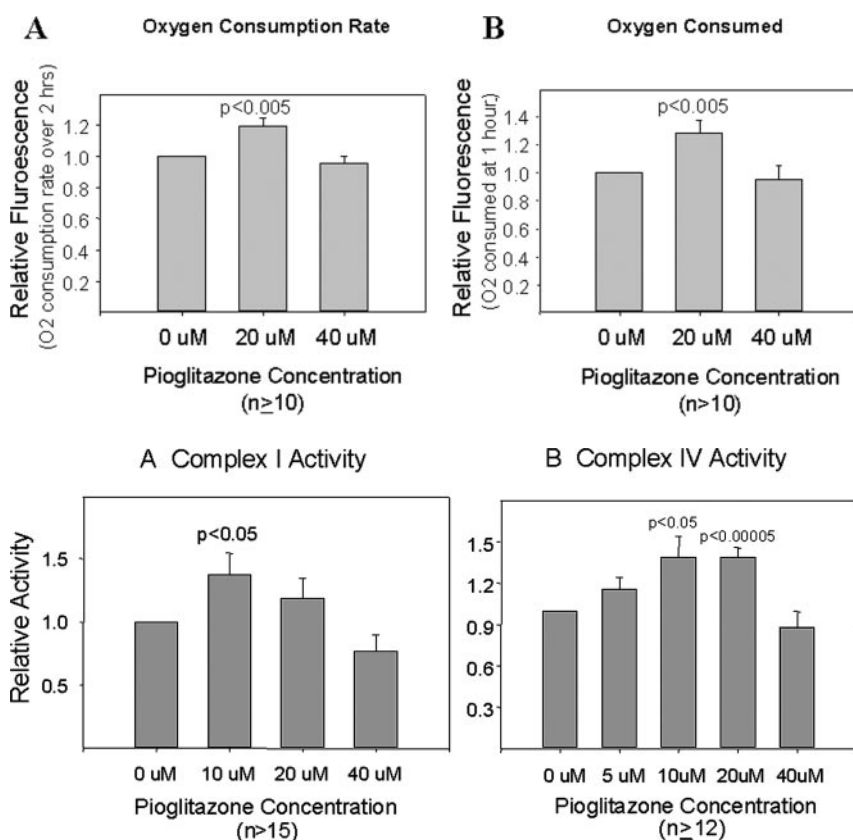 A
Oxygen Consumption Rate
Relative Fluroescence
(O2 consumption rate over 2 hrs)
1.2
1.0
0.8
0.6
0.4
0.2
p<0.005
0 uM 20 uM 40 uM
Pioglitazone Concentration
(n≥10)
B
Oxygen Consumed
Relative Fluorescence
(O2 consumed at 1 hour.)
1.4
1.2
1.0
0.8
0.6
0.4
0.2
p<0.005
0 uM 20 uM 40 uM
Pioglitazone Concentration
(n>10)
A Complex I Activity
Relative Activity
1.5
1.0
0.5
p<0.05
0 uM 10 uM 20 uM 40 uM
Pioglitazone Concentration
(n>15)
B Complex IV Activity
1.5
1.2
0.9
0.6
0.3
p<0.05 p<0.00005
0 uM 5 uM 10uM 20uM 40uM
Pioglitazone Concentration
(n≥12)